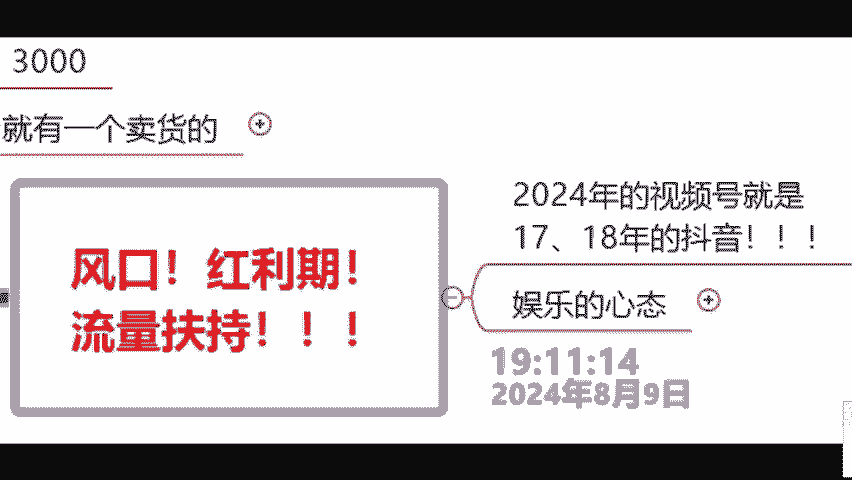 3000
就有一个卖货的
风口！红利期！
流量扶持！！！
2024年的视频号就是
17、18年的抖音！！！
娱乐的心态
19:11:14
2024年8月9日